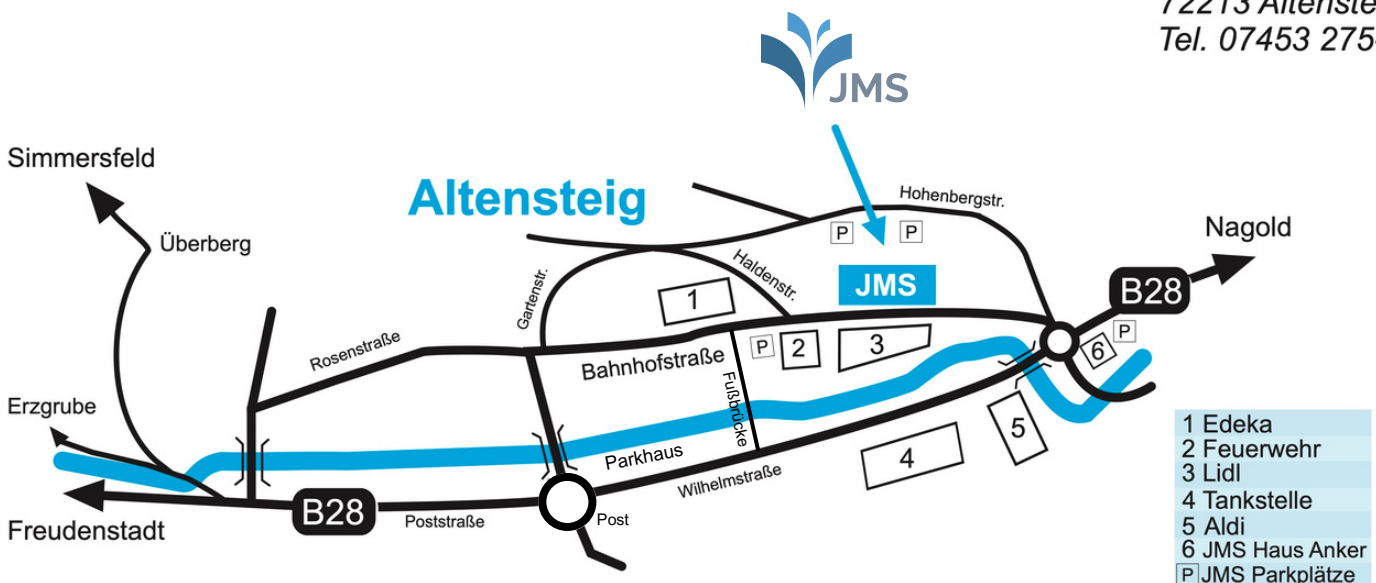 72213 Altenste
Tel. 07453 275
JMS
Simmersfeld
Überberg
Altensteig
Hohenbergstr.
Nagold
P
P
B28
Haldenstr.
Gartenstr.
JMS
1
Rosenstraße
Bahnhofstraße
P
2
3
P
6
Fußbrücke
Erzgrube
5
4
Parkhaus
Wilhelmstraße
B28
Poststraße
Post
Freudenstadt
1 Edeka
2 Feuerwehr
3 Lidl
4 Tankstelle
5 Aldi
6 JMS Haus Anker
P JMS Parkplätze